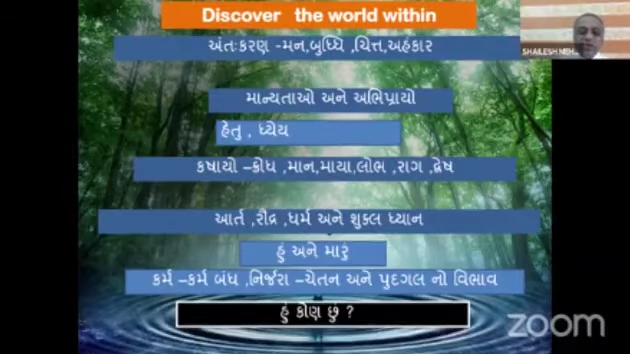 Discover the world within
SHAILESH MEH
અંતઃકરણ -મન,બુધ્ધિ ,ચિત્ત,અહંકાર
માન્યતાઓ અને અભિપ્રાયો
હેતુ , ધ્યેય
કષાયો –ક્રોધ ,માન,માયા,લોભ ,રાગ ,દ્વેષ
આર્ત ,રૌદ્ર ,ધર્મ અને શુક્લ ધ્યાન
હું અને મારુ
કર્મ –કર્મ બંધ ,નિર્જરા –ચેતન અને પુદગલ નો વિભાવ
હું કોણ છું ?
zoom